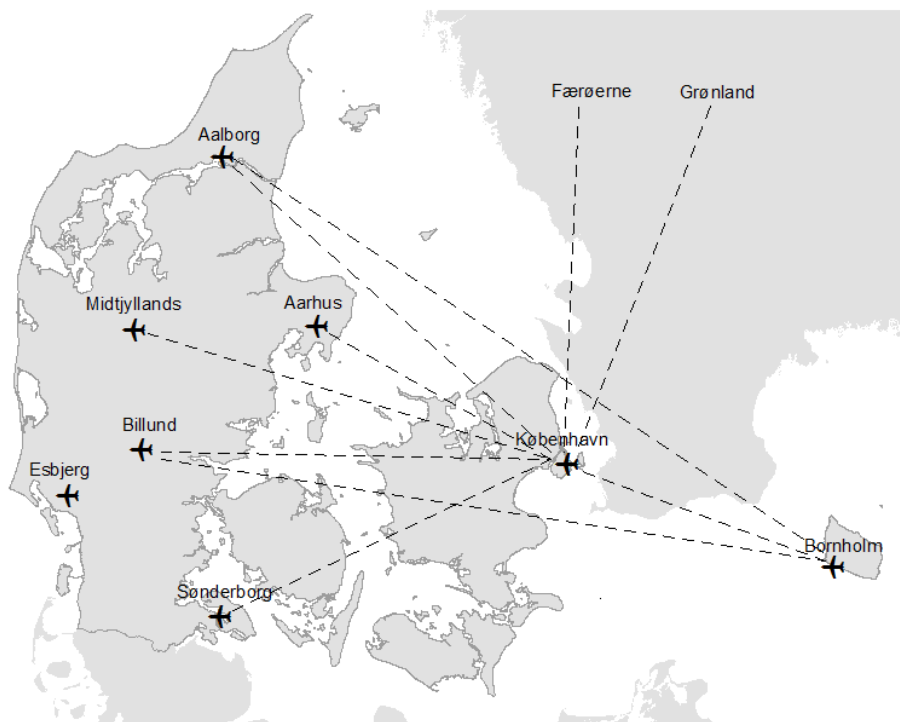 Færøerne
Grønland
Aalborg
Midtjyllands
Aarhus
Billund
København
Esbjerg
Bornholm
Sønderborg